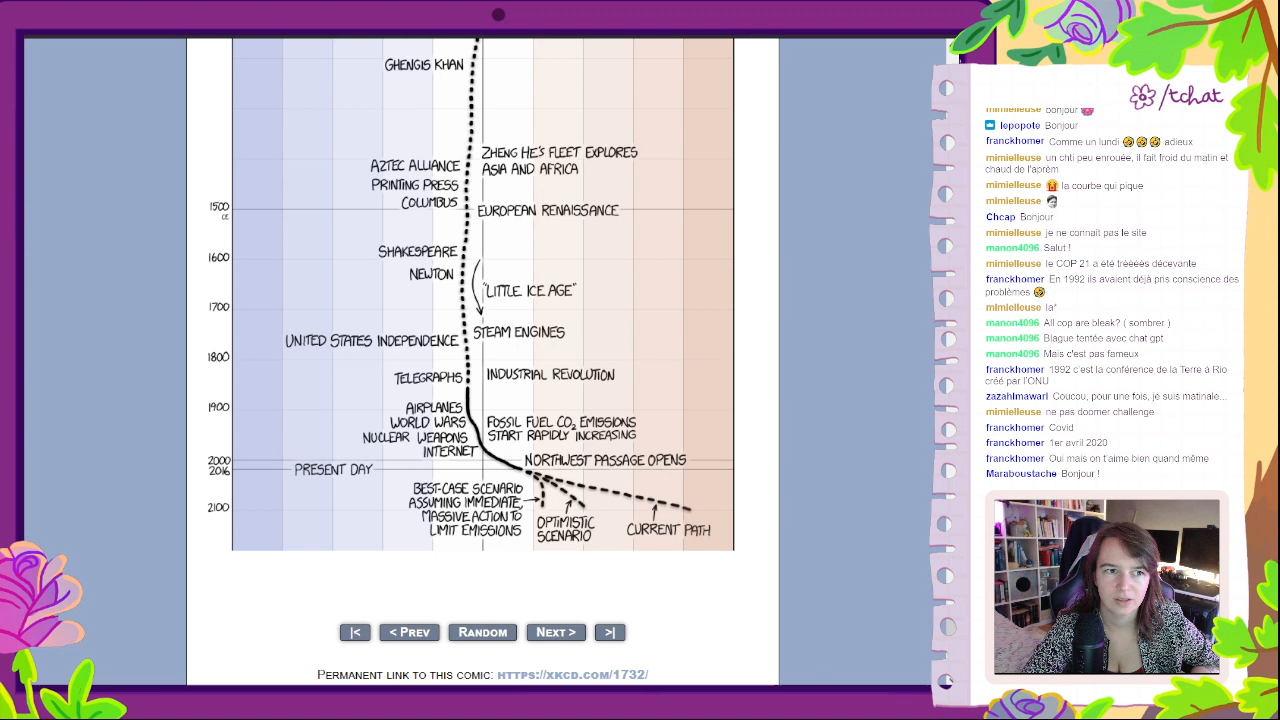 GHENGIS KHAN
ZHENG HE'S FLEET EXPLORES
ASIA AND AFRICA
AZTEC ALLIANCE
PRINTING PRESS
COLUMBUS
1500
CE
EUROPEAN RENAISSANCE
SHAKESPEARE
1600
NEWTON
"LITTLE ICE AGE"
1700
STEAM ENGINES
UNITED STATES INDEPENDENCE
1800
TELEGRAPHS
INDUSTRIAL REVOLUTION
1900
AIRPLANES
WORLD WARS
NUCLEAR WEAPONS
INTERNET
FOSSIL FUEL CO2 EMISSIONS
START RAPIDLY INCREASING
2000
NORTHWEST PASSAGE OPENS
2016
PRESENT DAY
BEST-CASE SCENARIO
ASSUMING IMMEDIATE,
MASSIVE ACTION TO
LIMIT EMISSIONS
2100
OPTIMISTIC
SCENARIO
CURRENT PATH
|<
< PREV
RANDOM
NEXT >
>|
PERMANENT LINK TO THIS COMIC: HTTPS://XKCD.COM/1732/
/tchat
mimielleuse bonjour
lepopote Bonjour
franckhomer Comme un lundi 🤣🤣🤣 adieux
mimielleuse un chti peu enrouée, il fait froid du matin et
chaud de l'aprèm
mimielleuse la courbe qui pique
mimielleuse
Chcap Bonjour
mimielleuse je ne connaît pas le site
manon4096 Salut !
mimielleuse le COP 21 a été trèèèès décevante
franckhomer En 1992 ils avaient déjà pris conscience des
problèmes 🤣
mimielleuse la*
manon4096 All cop are bleak? ( sombrer )
manon4096 Blague tentée avec chat gpt
manon4096 Mais c'est pas fameux
franckhomer 1992 c'est la conférence de la Terre à Rio
créé par l'ONU
zazahlmawari Coucou, pour une fois, je suis matinale...
mimielleuse ne pas doomer challenge
franckhomer Covid
franckhomer 1er avril 2020
franckhomer Oui mais on t'aime bien quand même
Maraboustache Bonjour !